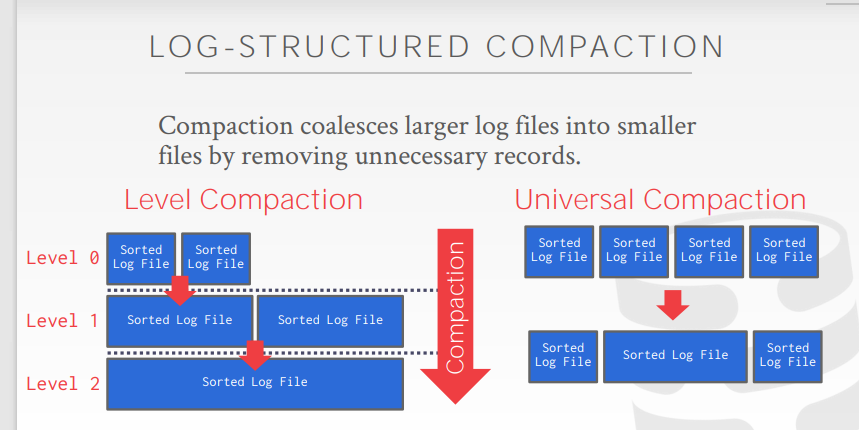 LOG-STRUCTURED COMPACTION
Compaction coalesces larger log files into smaller
files by removing unnecessary records.
Level Compaction
Level 0
Sorted
Log File
Sorted
Log File
Level 1
Sorted Log File
Sorted Log File
Level 2
Sorted Log File
Compaction
Universal Compaction
Sorted
Log File
Sorted
Log File
Sorted
Log File
Sorted
Log File
Sorted
Log File
Sorted Log File
Sorted
Log File